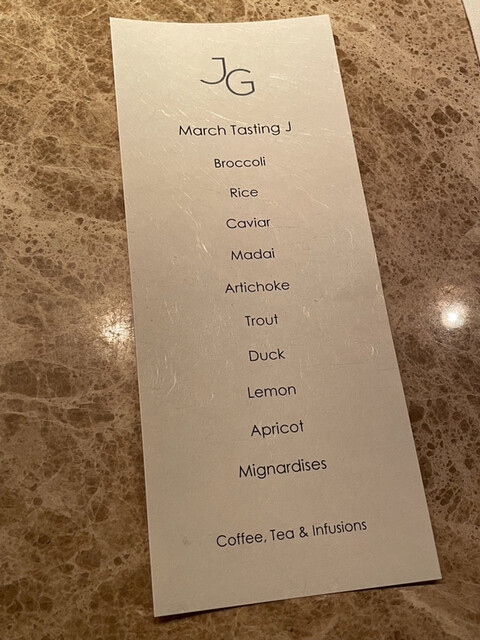 JG
March Tasting J
Broccoli
Rice
Caviar
Madai
Artichoke
Trout
Duck
Lemon
Apricot
Mignardises
Coffee, Tea & Infusions